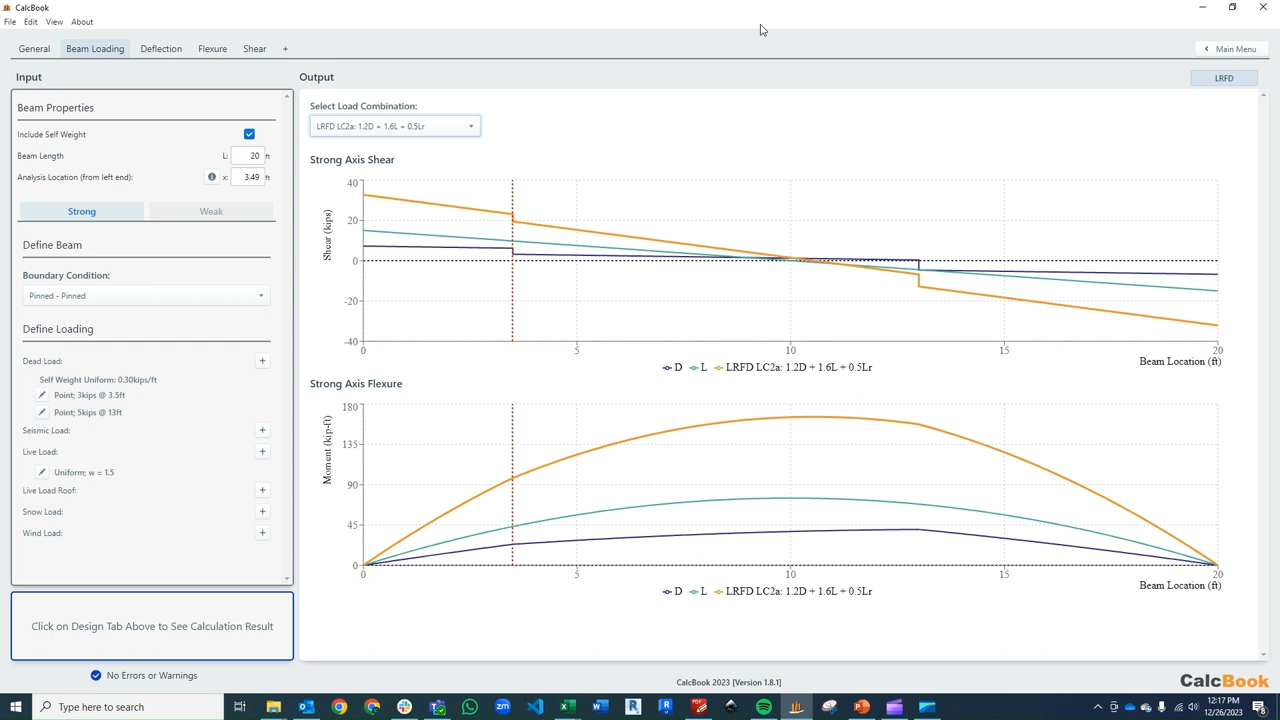 CalcBook
File Edit View About
General Beam Loading Deflection Flexure Shear + Main Menu
Input
Beam Properties
Include Self Weight
Beam Length L: 20 ft
Analysis Location (from left end): x: 3.49 ft
Strong Weak
Define Beam
Boundary Condition:
Pinned - Pinned
Define Loading
Dead Load: +
Self Weight Uniform: 0.30kips/ft
Point; 3kips @ 3.5ft
Point; 5kips @ 13ft
Seismic Load: +
Live Load: +
Uniform; w = 1.5
Live Load Roof: +
Snow Load: +
Wind Load: +
Click on Design Tab Above to See Calculation Result
No Errors or Warnings
Output
LRFD
Select Load Combination:
LRFD LC2a: 1.2D + 1.6L + 0.5Lr
Strong Axis Shear
Shear (kips)
40
20
0
-20
-40
0 5 10 15 20
Beam Location (ft)
D L LRFD LC2a: 1.2D + 1.6L + 0.5Lr
Strong Axis Flexure
Moment (kip-ft)
180
135
90
45
0
0 5 10 15 20
Beam Location (ft)
D L LRFD LC2a: 1.2D + 1.6L + 0.5Lr
CalcBook 2023 [Version 1.8.1]
CalcBook
Type here to search
12:17 PM
12/26/2023